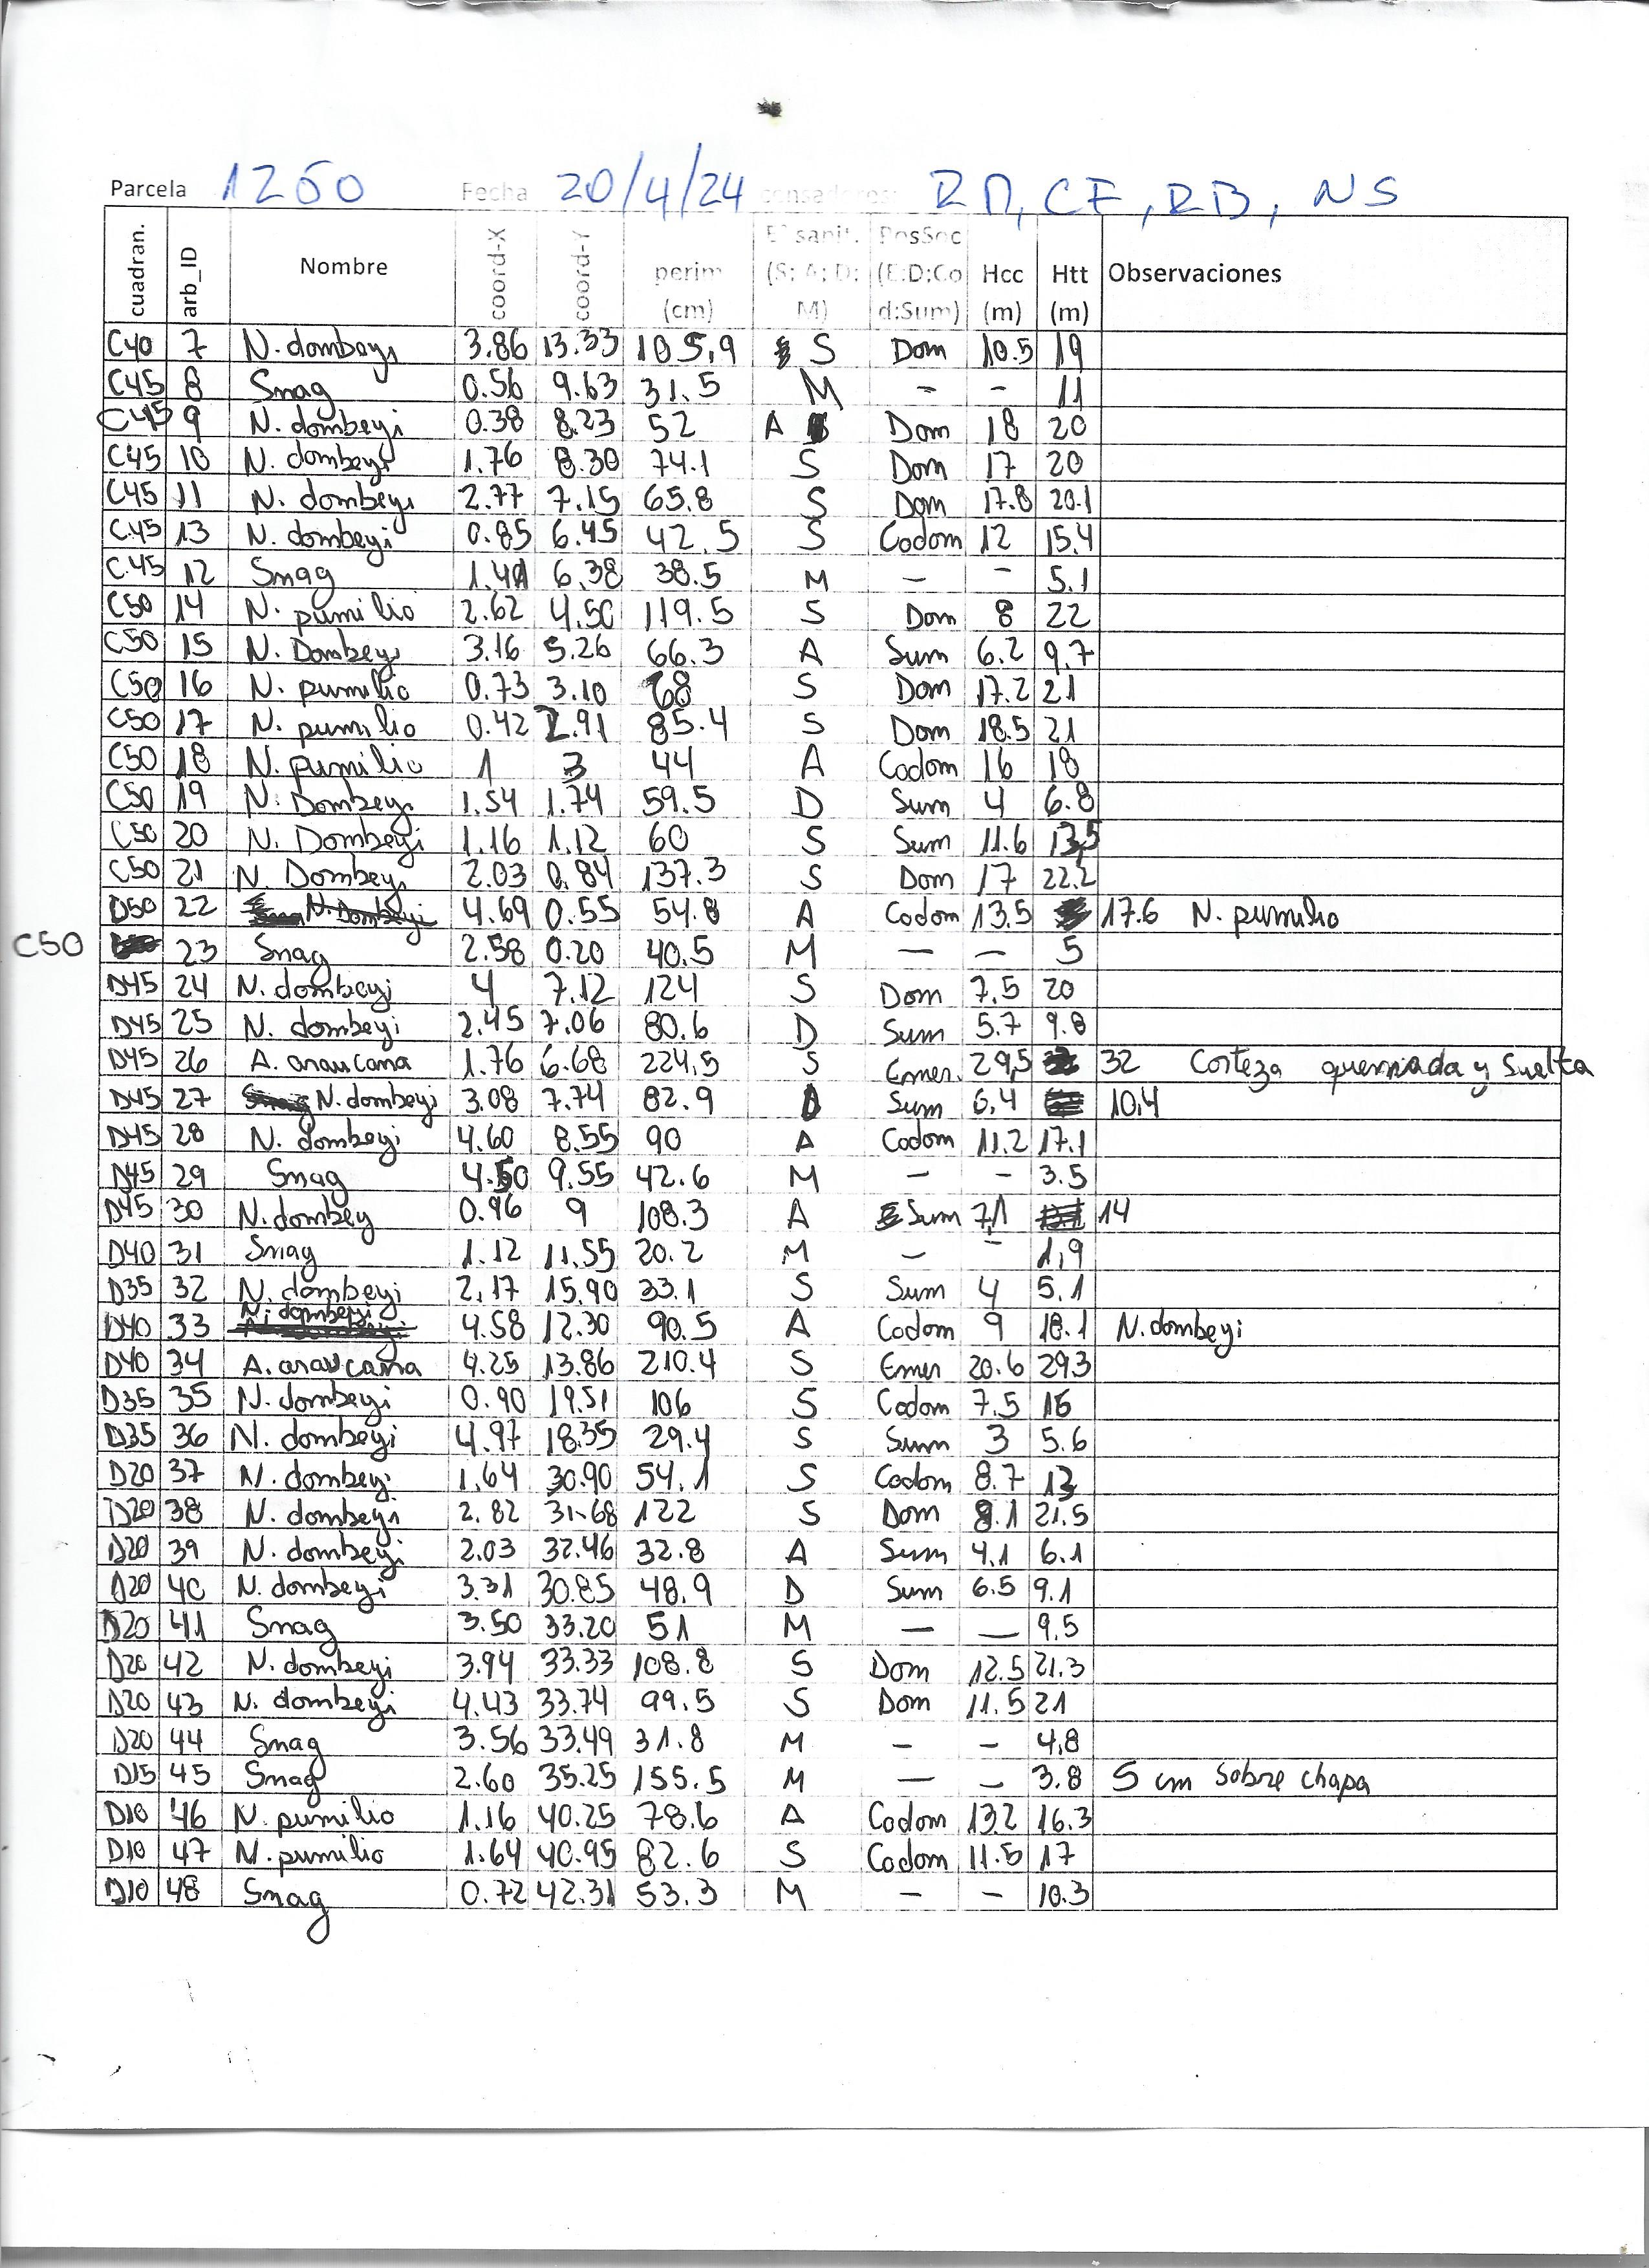 Parcela 1250 Fecha 20/4/24 censadores: RM, CF, RB, NS
cuadran. arb_ID Nombre coord-X coord-Y perim (cm) E° sanit. (S; A; D; M) PosSoc (E;D;Cod;Sum) Hcc (m) Htt (m) Observaciones
C40 7 N. dombeyi 3.86 13.33 105,9 S Dom 10.5 19
C45 8 Snag 0.56 9.63 31.5 M – – 11
C45 9 N. dombeyi 0.38 8.23 52 A Dom 18 20
C45 10 N. dombeyi 1.76 8.30 74.1 S Dom 17 20
C45 11 N. dombeyi 2.77 7.15 65.8 S Dom 17.8 20.1
C45 13 N. dombeyi 0.85 6.45 42.5 S Codom 12 15.4
C45 12 Snag 6.38 38.5 M – – 5.1
C50 14 N. pumilio 2.62 4.50 119.5 S Dom 8 22
C50 15 N. Dombeyi 3.16 5.26 66.3 A Sum 6.2 9.7
C50 16 N. pumilio 0.73 3.10 68 S Dom 17.2 21
C50 17 N. pumilio 0.42 2.91 85.4 S Dom 18.5 21
C50 18 N. pumilio 1 3 44 A Codom 16 18
C50 19 N. Dombeyi 1.54 1.74 59.5 D Sum 4 6.8
C50 20 N. Dombeyi 1.16 1.12 60 S Sum 11.6 13,5
C50 21 N. Dombeyi 2.03 0.84 137.3 S Dom 17 22.2
D50 22 N. Dombeyi 4.69 0.55 54.8 A Codom 13.5 17.6 N. pumilio
C50 23 Snag 2.58 0.20 40.5 M — — 5
D45 24 N. dombeyi 4 7.12 124 S Dom 7.5 20
D45 25 N. dombeyi 2.45 7.06 80.6 D Sum 5.7 9.8
D45 26 A. araucana 1.76 6.68 224,5 S Emer. 29,5 32 Corteza quemada y suelta
D45 27 N. dombeyi 3.08 7.74 82.9 D Sum 6,4 10,4
D45 28 N. dombeyi 4.60 8.55 90 A Codom 11.2 17.1
D45 29 Snag 4.50 9.55 42.6 M – – 3.5
D45 30 N. dombey 0.96 9 108.3 A Sum 7,1 14
D40 31 Snag 1.12 11.55 20.2 M – – 1,9
D35 32 N. dombeyi 2,17 15.90 33.1 S Sum 4 5.1
D40 33 N. dombeyi 4.58 12.30 90.5 A Codom 9 18.1 N. dombeyi
D40 34 A. araucana 4.25 13.86 210.4 S Emer 20.6 29.3
D35 35 N. dombeyi 0.90 19.51 106 S Codom 7.5 16
D35 36 N. dombeyi 4.97 18.35 29.4 S Sum 3 5.6
D20 37 N. dombeyi 1.64 30.90 54.1 S Codom 8.7 13
D20 38 N. dombeyi 2.82 31.68 122 S Dom 8.1 21.5
D20 39 N. dombeyi 2.03 32.46 32.8 A Sum 4.1 6.1
D20 40 N. dombeyi 3.31 30.85 48.9 D Sum 6.5 9.1
D20 41 Snag 3.50 33.20 51 M — — 9.5
D20 42 N. dombeyi 3.94 33.33 108.8 S Dom 12.5 21.3
D20 43 N. dombeyi 4.43 33.74 99.5 S Dom 11.5 21
D20 44 Snag 3.56 33.49 31.8 M – – 4,8
D15 45 Snag 2.60 35.25 155.5 M – – 3.8 5 cm sobre chapa
D10 46 N. pumilio 1.16 40.25 78.6 A Codom 13.2 16.3
D10 47 N. pumilio 1.64 40.95 82.6 S Codom 11.5 17
D10 48 Snag 0.72 42.31 53.3 M – – 10.3